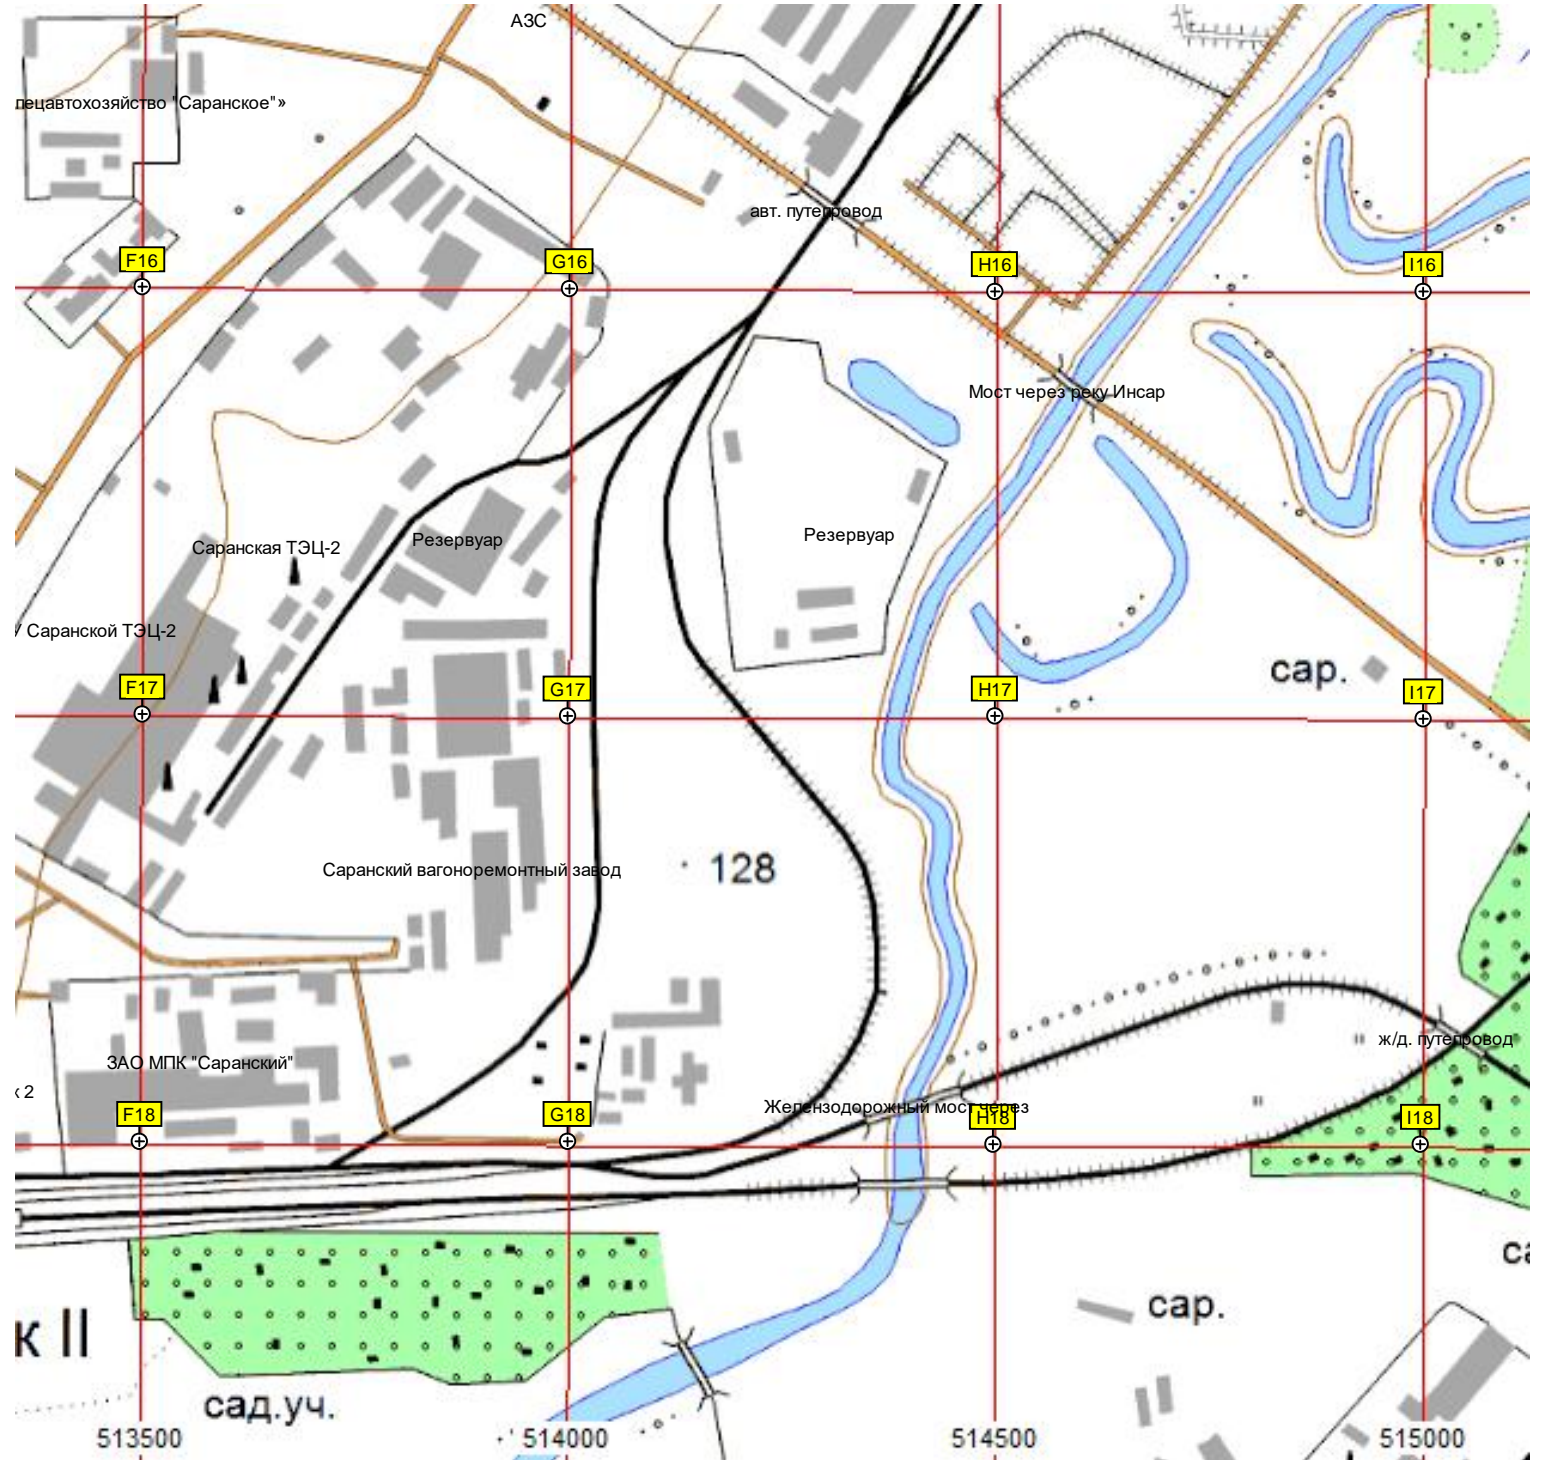 АЗС
пецавтохозяйство "Саранское"»
авт. путепровод
F16
G16
H16
I16
Мост через реку Инсар
Саранская ТЭЦ-2
Резервуар
Резервуар
У Саранской ТЭЦ-2
сар.
F17
G17
H17
I17
Саранский вагоноремонтный завод
128
ЗАО МПК "Саранский"
ж/д. путепровод
2
Желензодорожный мост через
F18
G18
H18
I18
са
сар.
к II
сад.уч.
513500
514000
514500
515000